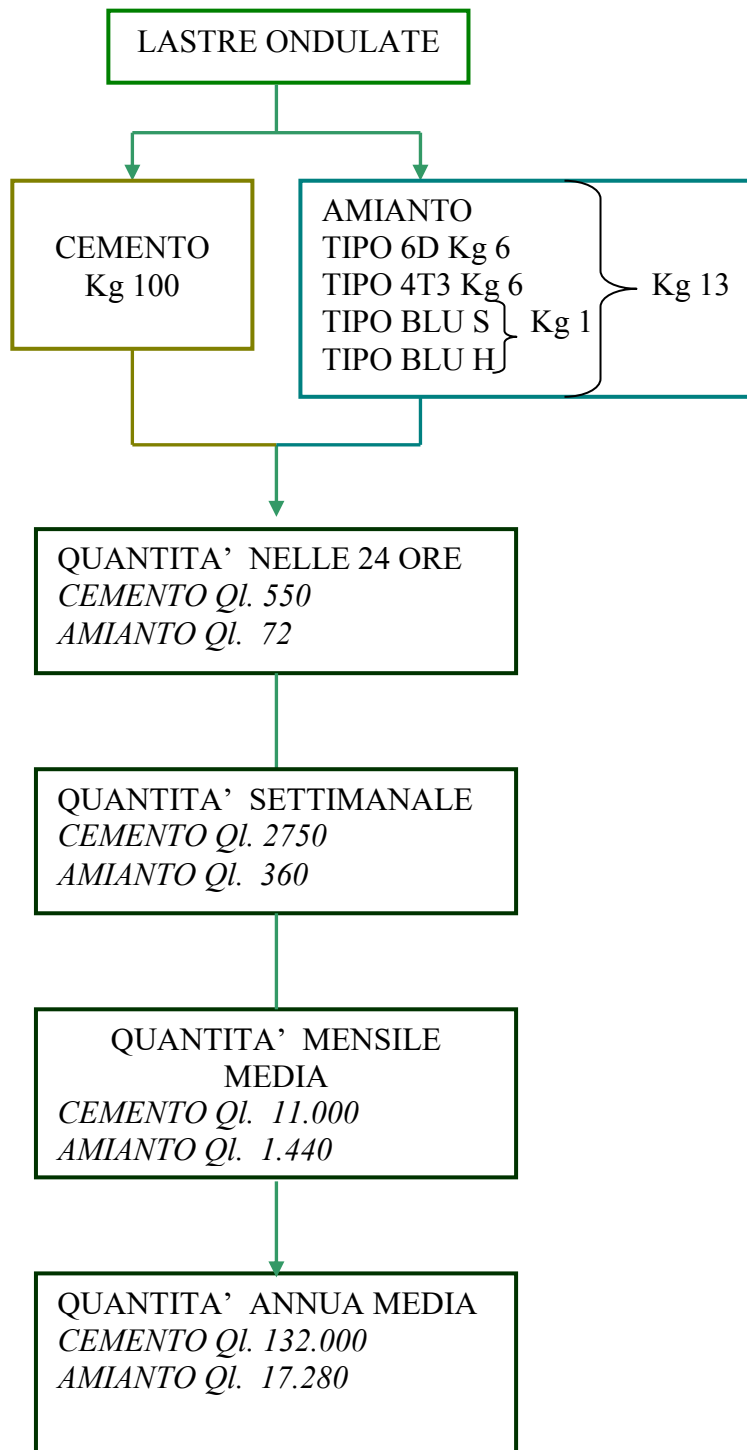 LASTRE ONDULATE
CEMENTO
Kg 100
AMIANTO
TIPO 6D Kg 6
TIPO 4T3 Kg 6
TIPO BLU S
TIPO BLU H
Kg 1
Kg 13
QUANTITA’ NELLE 24 ORE
CEMENTO Ql. 550
AMIANTO Ql. 72
QUANTITA’ SETTIMANALE
CEMENTO Ql. 2750
AMIANTO Ql. 360
QUANTITA’ MENSILE
MEDIA
CEMENTO Ql. 11.000
AMIANTO Ql. 1.440
QUANTITA’ ANNUA MEDIA
CEMENTO Ql. 132.000
AMIANTO Ql. 17.280